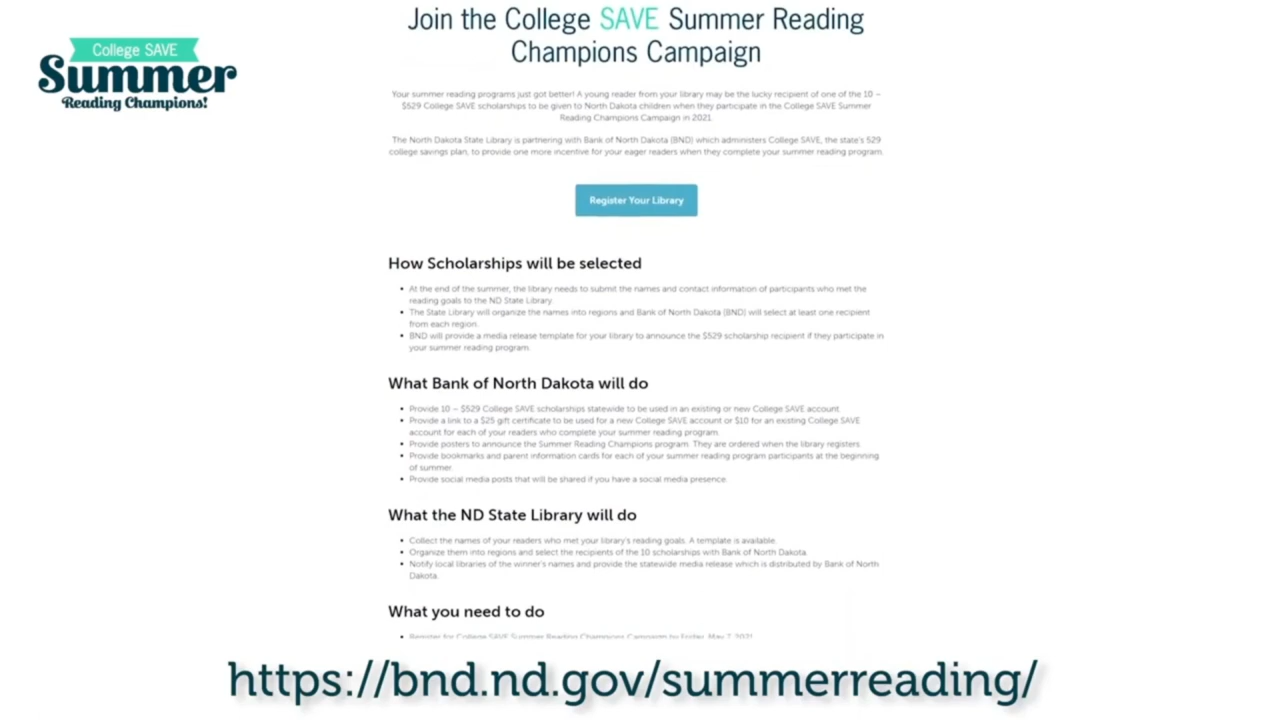 College SAVE
Summer
Reading Champions!
Join the College SAVE Summer Reading
Champions Campaign
Your summer reading programs just got better! A young reader from your library may be the lucky recipient of one of the 10 –
$529 College SAVE scholarships to be given to North Dakota children when they participate in the College SAVE Summer
Reading Champions Campaign in 2021.
The North Dakota State Library is partnering with Bank of North Dakota (BND) which administers College SAVE, the state's 529
college savings plan, to provide one more incentive for your eager readers when they complete your summer reading program.
Register Your Library
How Scholarships will be selected
• At the end of the summer, the library needs to submit the names and contact information of participants who met the
reading goals to the ND State Library.
• The State Library will organize the names into regions and Bank of North Dakota (BND) will select at least one recipient
from each region.
• BND will provide a media release template for your library to announce the $529 scholarship recipient if they participate in
your summer reading program.
What Bank of North Dakota will do
• Provide 10 – $529 College SAVE scholarships statewide to be used in an existing or new College SAVE account.
• Provide a link to a $25 gift certificate to be used for a new College SAVE account or $10 for an existing College SAVE
account for each of your readers who complete your summer reading program.
• Provide posters to announce the Summer Reading Champions program. They are ordered when the library registers.
• Provide bookmarks and parent information cards for each of your summer reading program participants at the beginning
of summer.
• Provide social media posts that will be shared if you have a social media presence.
What the ND State Library will do
• Collect the names of your readers who met your library's reading goals. A template is available.
• Organize them into regions and select the recipients of the 10 scholarships with Bank of North Dakota.
• Notify local libraries of the winner's names and provide the statewide media release which is distributed by Bank of North
Dakota.
What you need to do
• Register for College SAVE Summer Reading Champions Campaign by Friday, May 7, 2021
https://bnd.nd.gov/summerreading/